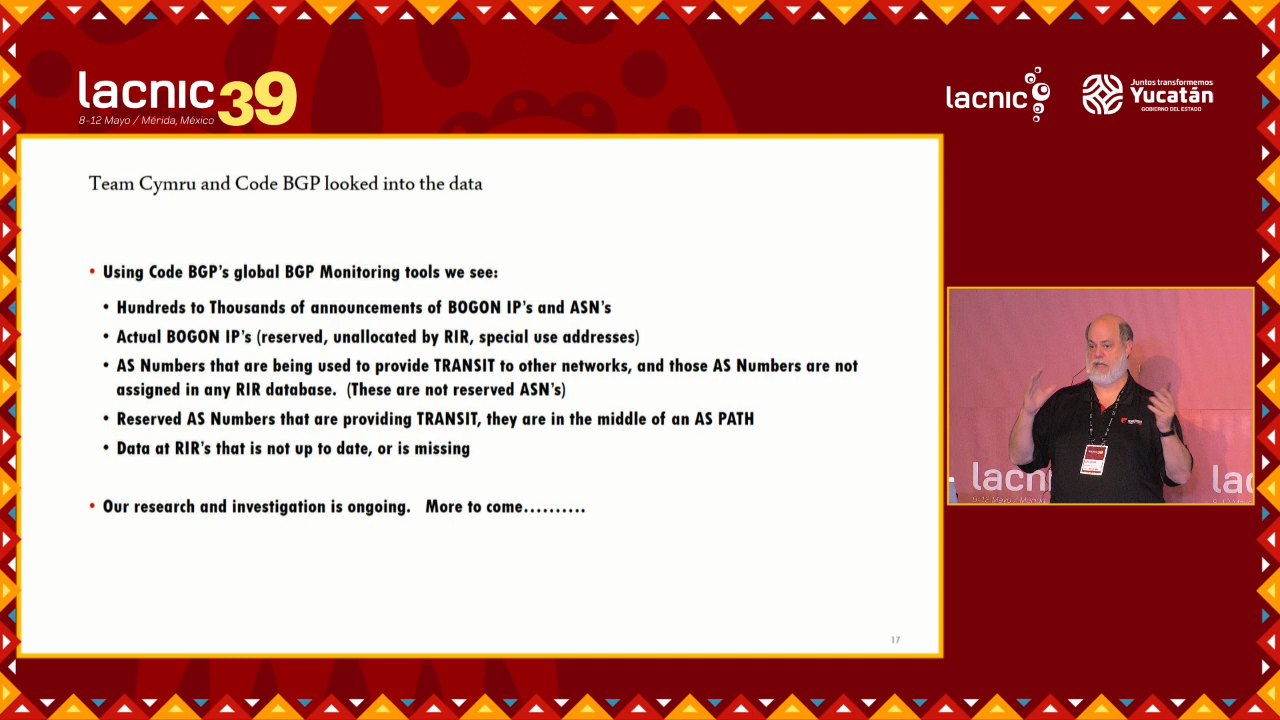 lacnic 39
8-12 Mayo / Mérida, México
lacnic
Juntos transformemos
Yucatán
GOBIERNO DEL ESTADO
Team Cymru and Code BGP looked into the data
• Using Code BGP's global BGP Monitoring tools we see:
• Hundreds to Thousands of announcements of BOGON IP's and ASN's
• Actual BOGON IP's (reserved, unallocated by RIR, special use addresses)
• AS Numbers that are being used to provide TRANSIT to other networks, and those AS Numbers are not
assigned in any RIR database. (These are not reserved ASN's)
• Reserved AS Numbers that are providing TRANSIT, they are in the middle of an AS PATH
• Data at RIR's that is not up to date, or is missing
• Our research and investigation is ongoing. More to come..........
17
lacni
lac